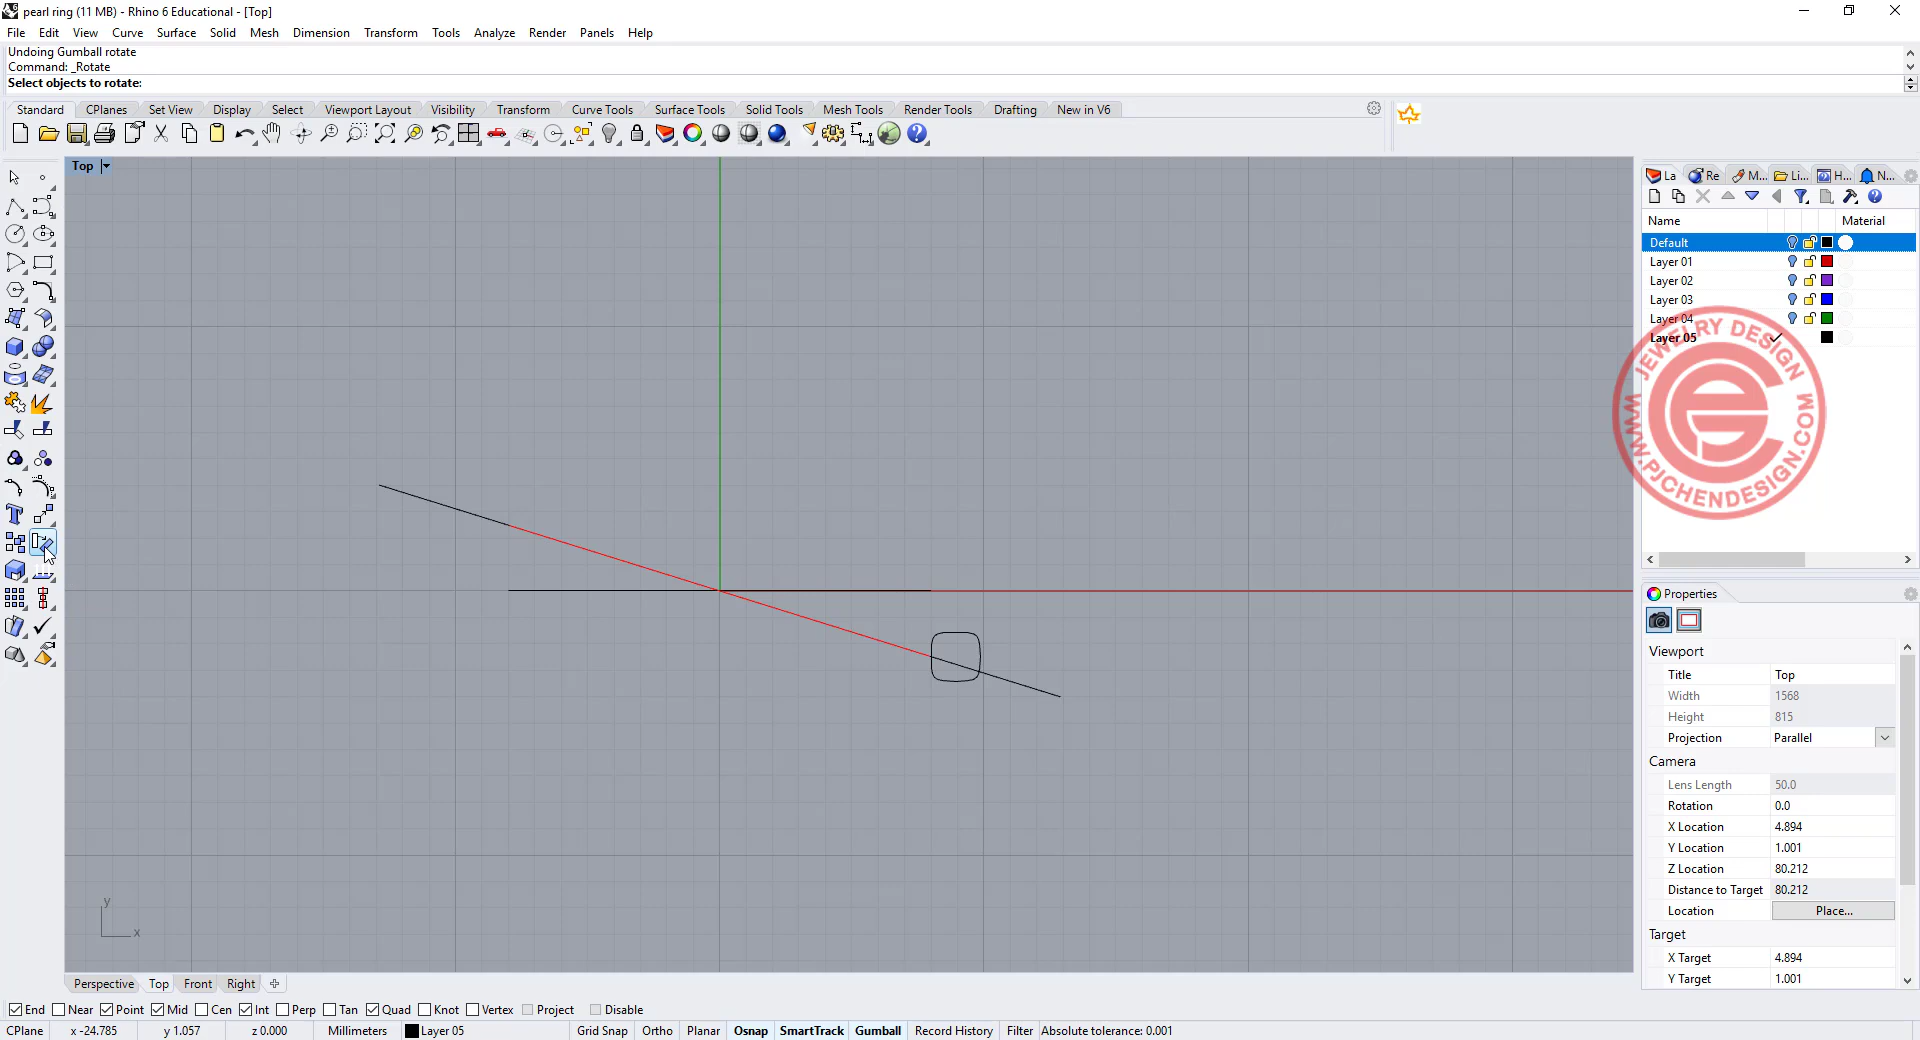 pearl ring (11 MB) - Rhino 6 Educational - [Top]
File Edit View Curve Surface Solid Mesh Dimension Transform Tools Analyze Render Panels Help
Undoing Gumball rotate
Command: _Rotate
Select objects to rotate:
Standard CPlanes Set View Display Select Viewport Layout Visibility Transform Curve Tools Surface Tools Solid Tools Mesh Tools Render Tools Drafting New in V6
Top
La Re M... Li... H... N...
Name Material
Default
Layer 01
Layer 02
Layer 03
Layer 04
Layer 05
JEWELRY DESIGN
WWW.PJCHENDESIGN.COM
Properties
Viewport
Title Top
Width 1568
Height 815
Projection Parallel
Camera
Lens Length 50.0
Rotation 0.0
X Location 4.894
Y Location 1.001
Z Location 80.212
Distance to Target 80.212
Location Place...
Target
X Target 4.894
Y Target 1.001
y
x
Perspective Top Front Right
End Near Point Mid Cen Int Perp Tan Quad Knot Vertex Project Disable
CPlane x -24.785 y 1.057 z 0.000 Millimeters Layer 05 Grid Snap Ortho Planar Osnap SmartTrack Gumball Record History Filter Absolute tolerance: 0.001